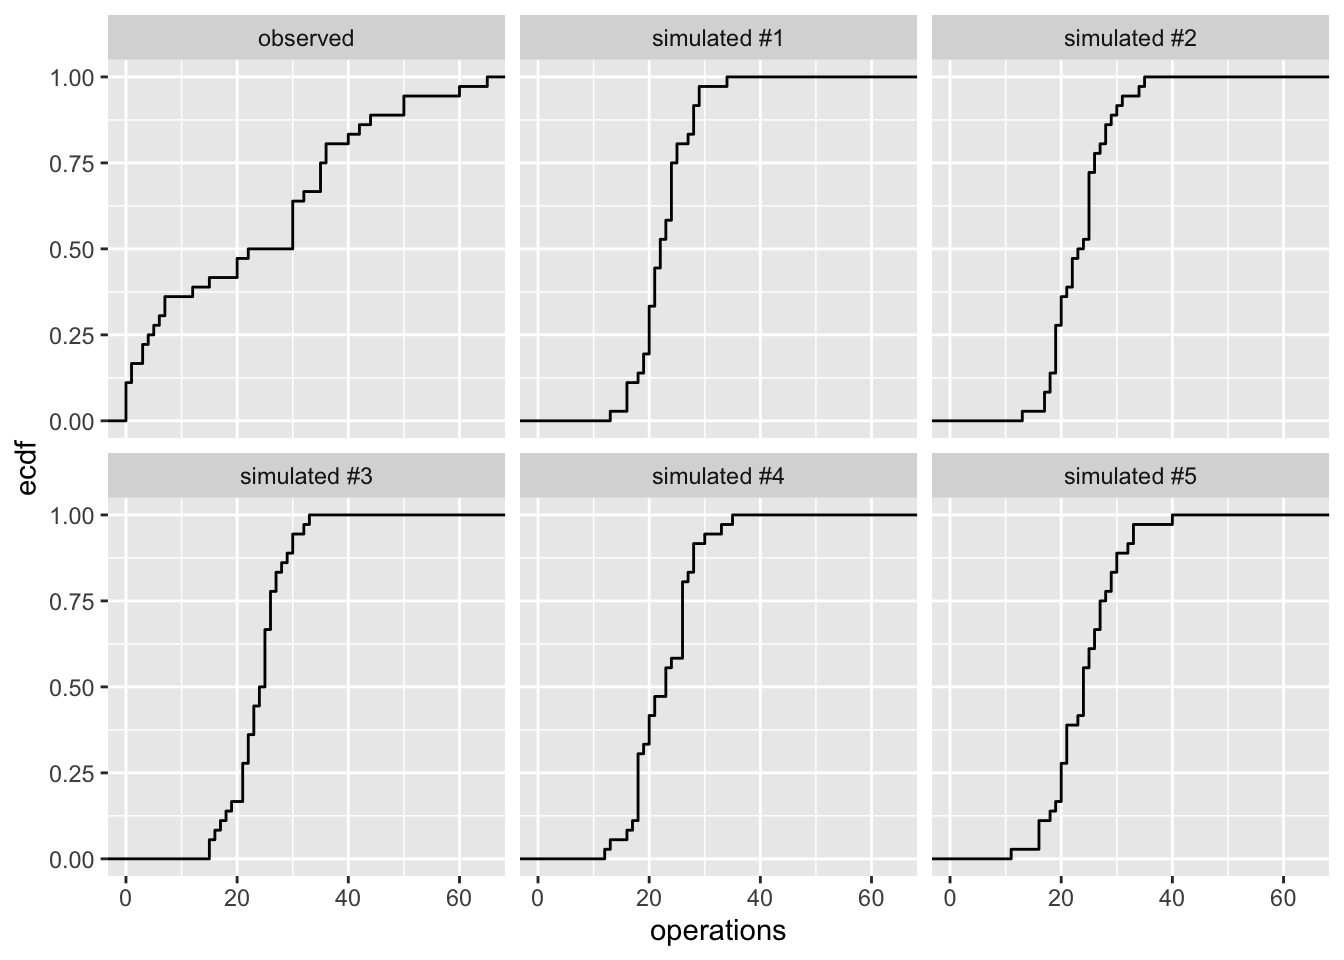 observed
simulated #1
simulated #2
1.00
0.75
0.50
0.25
0.00
ecdf
simulated #3
simulated #4
simulated #5
1.00
0.75
0.50
0.25
0.00
0 20 40 60
0 20 40 60
0 20 40 60
operations